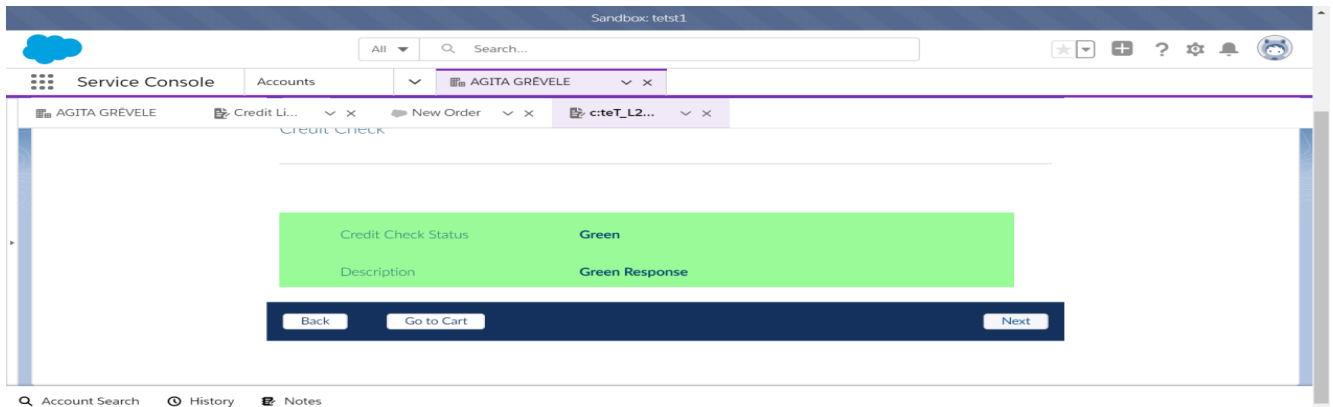 Sandbox: tetst1
All Search...
Service Console Accounts AGITA GRĒVELE
AGITA GRĒVELE Credit Li... New Order c:teT_L2...
Credit Check
Credit Check Status Green
Description Green Response
Back Go to Cart Next
Account Search History Notes